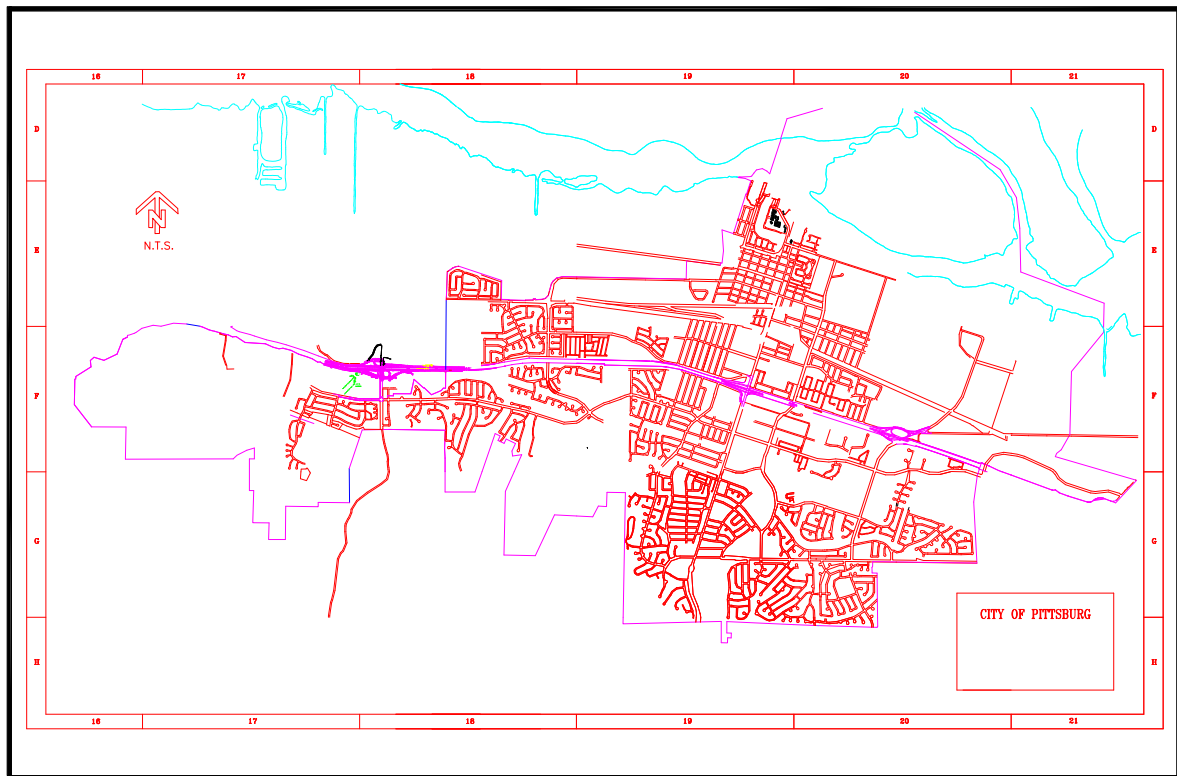 16 17 18 19 20 21
D D
N
N.T.S.
E E
F F
G G
CITY OF PITTSBURG
H H
16 17 18 19 20 21